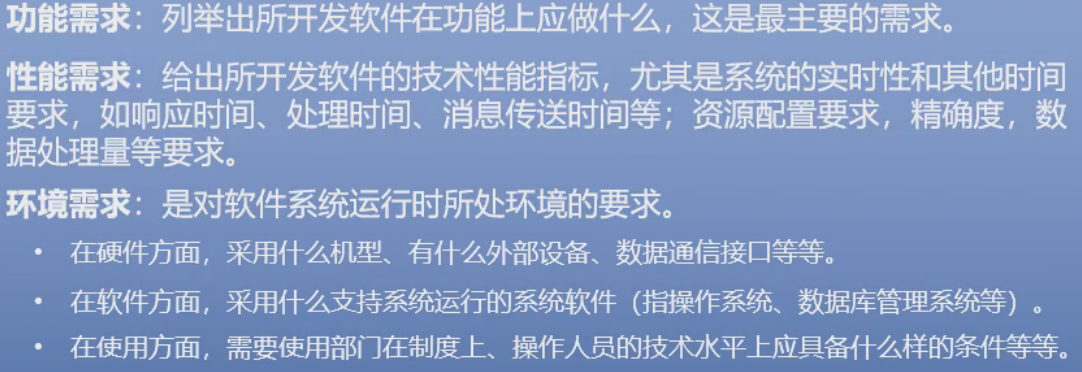 功能需求：列举出所开发软件在功能上应做什么，这是最主要的需求。
性能需求：给出所开发软件的技术性能指标，尤其是系统的实时性和其他时间
要求，如响应时间、处理时间、消息传送时间等；资源配置要求，精确度，数
据处理量等要求。
环境需求：是对软件系统运行时所处环境的要求。
• 在硬件方面，采用什么机型、有什么外部设备、数据通信接口等等。
• 在软件方面，采用什么支持系统运行的系统软件（指操作系统、数据库管理系统等）。
• 在使用方面，需要使用部门在制度上、操作人员的技术水平上应具备什么样的条件等等。